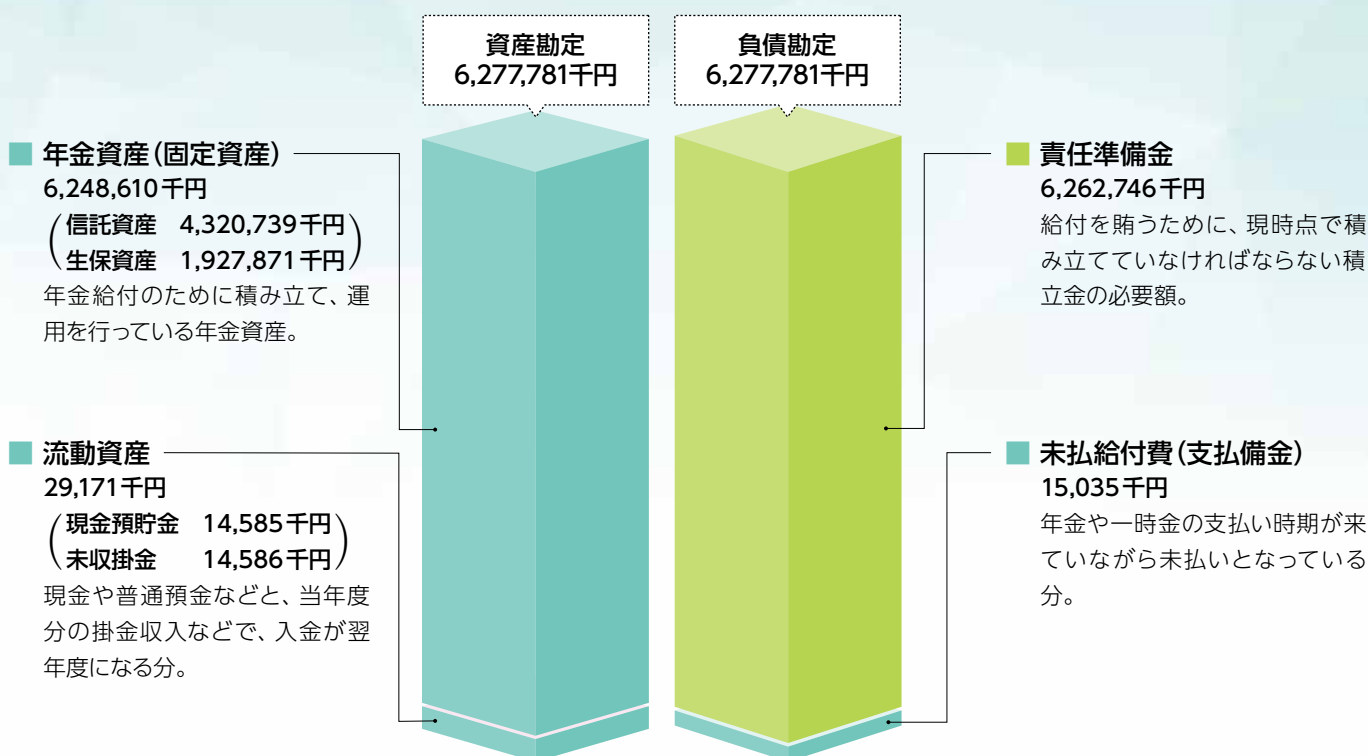 資産勘定
6,277,781千円
負債勘定
6,277,781千円
年金資産(固定資産)
6,248,610千円
信託資産 4,320,739千円
生保資産 1,927,871千円
年金給付のために積み立て、運
用を行っている年金資産。
流動資産
29,171千円
現金預貯金 14,585千円
未収掛金 14,586千円
現金や普通預金などと、当年度
分の掛金収入などで、入金が翌
年度になる分。
責任準備金
6,262,746千円
給付を賄うために、現時点で積
み立てていなければならない積
立金の必要額。
未払給付費(支払備金)
15,035千円
年金や一時金の支払い時期が来
ていながら未払いとなっている
分。